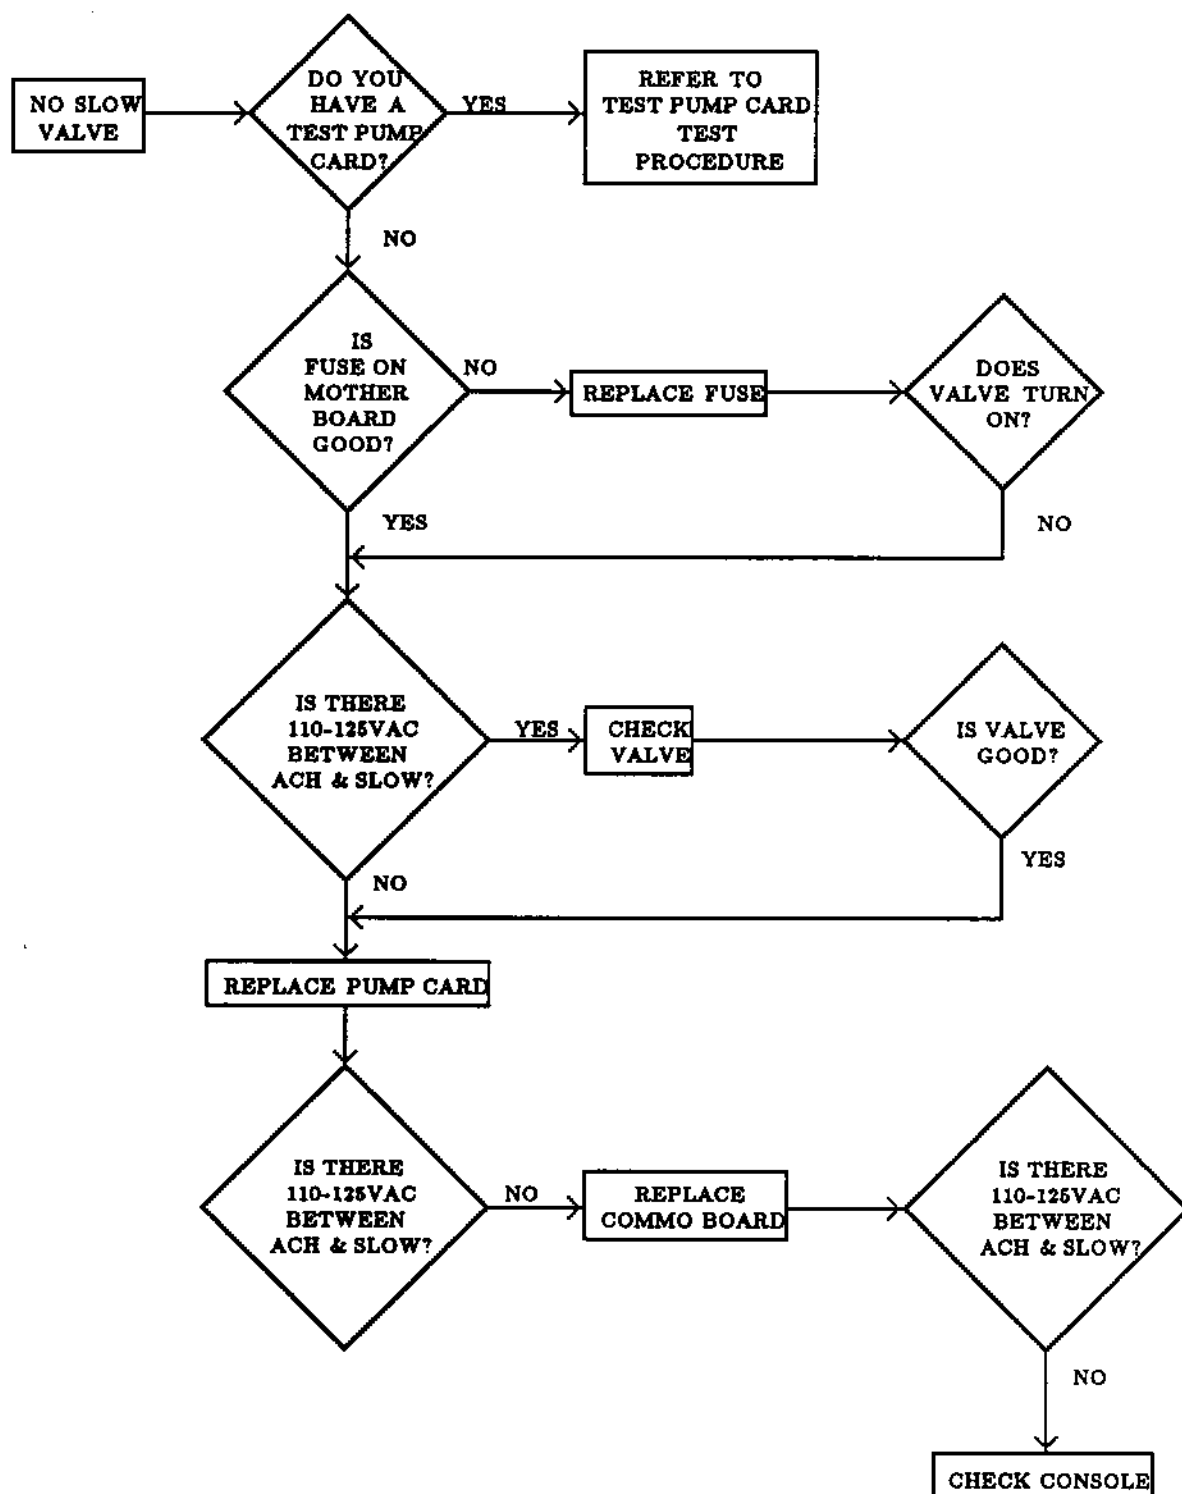 NO SLOW
VALVE
DO YOU
HAVE A
TEST PUMP
CARD?
YES
REFER TO
TEST PUMP CARD
TEST
PROCEDURE
NO
IS
FUSE ON
MOTHER
BOARD
GOOD?
NO
REPLACE FUSE
DOES
VALVE TURN
ON?
YES
NO
IS THERE
110-125VAC
BETWEEN
ACH & SLOW?
YES
CHECK
VALVE
IS VALVE
GOOD?
NO
YES
REPLACE PUMP CARD
IS THERE
110-125VAC
BETWEEN
ACH & SLOW?
NO
REPLACE
COMMO BOARD
IS THERE
110-125VAC
BETWEEN
ACH & SLOW?
NO
CHECK CONSOLE